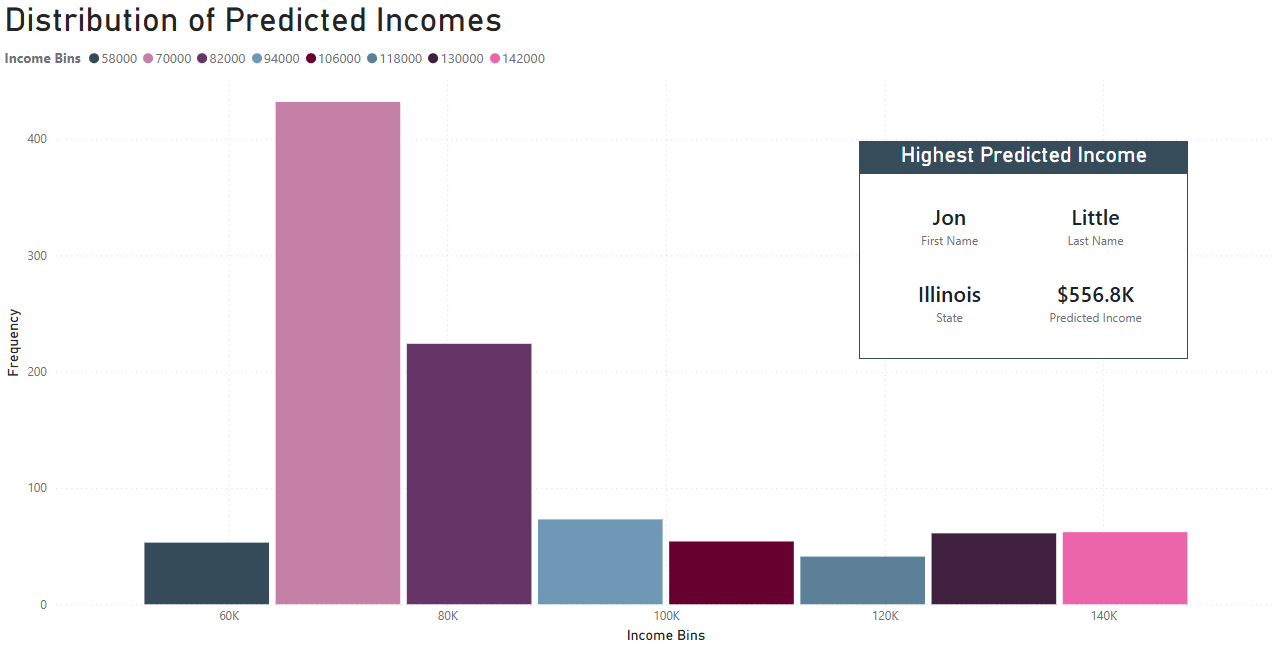 Distribution of Predicted Incomes
Income Bins 58000 70000 82000 94000 106000 118000 130000 142000
400
300
200
100
0
Frequency
60K 80K 100K 120K 140K
Income Bins
Highest Predicted Income
Jon Little
First Name Last Name
Illinois $556.8K
State Predicted Income